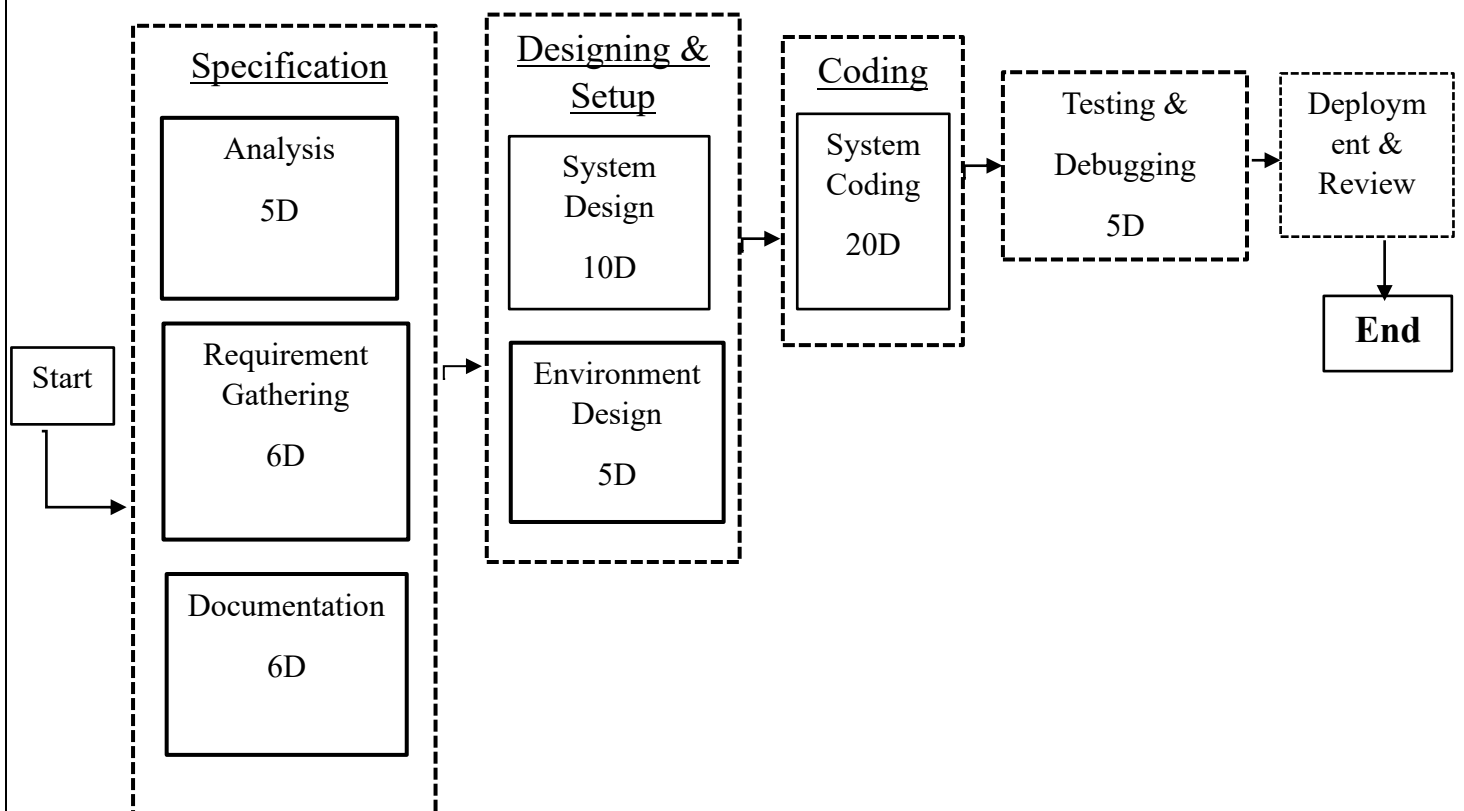 Start
Specification
Analysis
5D
Requirement
Gathering
6D
Documentation
6D
Designing &
Setup
System
Design
10D
Environment
Design
5D
Coding
System
Coding
20D
Testing &
Debugging
5D
Deploym
ent &
Review
End